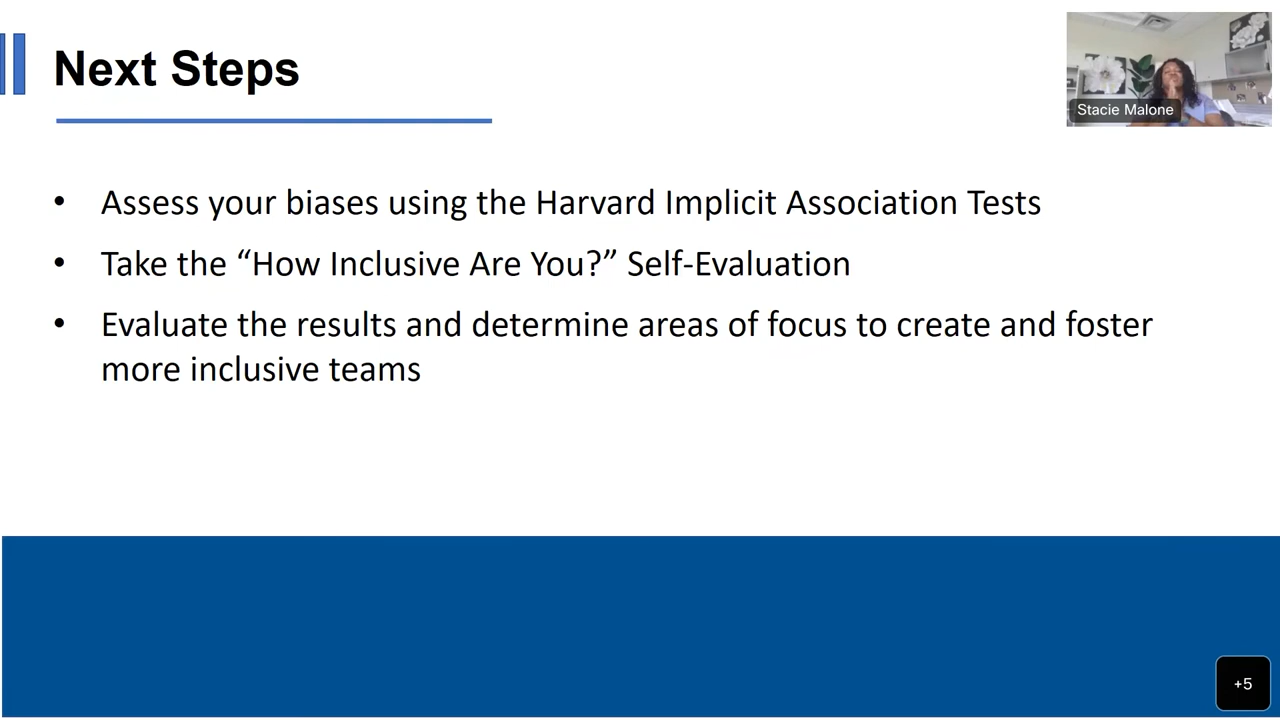 Next Steps
Stacie Malone
• Assess your biases using the Harvard Implicit Association Tests
• Take the “How Inclusive Are You?” Self-Evaluation
• Evaluate the results and determine areas of focus to create and foster
more inclusive teams
+5